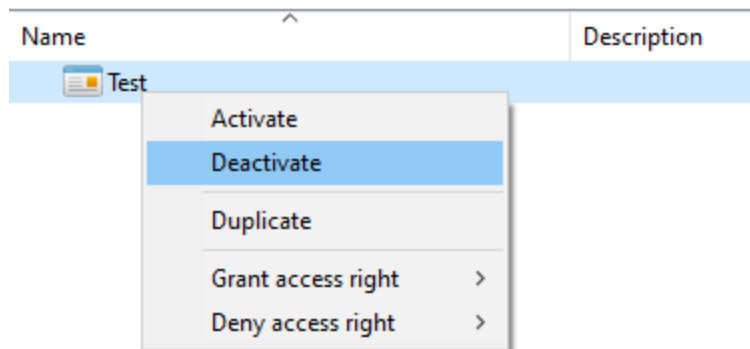 Name Description
Test
Activate
Deactivate
Duplicate
Grant access right
Deny access right